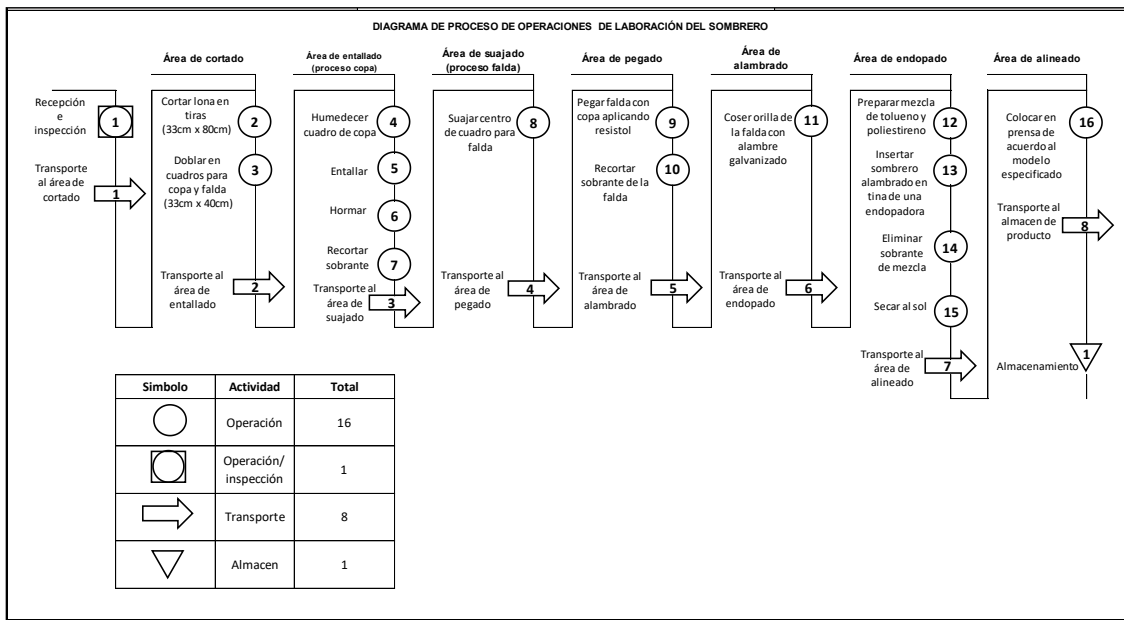 DIAGRAMA DE PROCESO DE OPERACIONES DE LABORACIÓN DEL SOMBRERO
Recepción
e
inspección
1
Transporte
al área de
cortado
1
Área de cortado
Cortar lona en
tiras
(33cm x 80cm)
2
Doblar en
cuadros para
copa y falda
(33cm x 40cm)
3
Transporte al
área de
entallado
2
Área de entallado
(proceso copa)
Humedecer
cuadro de copa
4
Entallar
5
Hormar
6
Recortar
sobrante
7
Transporte al
área de
suajado
3
Área de suajado
(proceso falda)
Suajar centro
de cuadro para
falda
8
Transporte al
área de
pegado
4
Área de pegado
Pegar falda con
copa aplicando
resistol
9
Recortar
sobrante de la
falda
10
Transporte al
área de
alambrado
5
Área de
alambrado
Coser orilla de
la falda con
alambre
galvanizado
11
Transporte al
área de
endopado
6
Área de endopado
Preparar mezcla
de tolueno y
poliestireno
12
Insertar
sombrero
alambrado en
tina de una
endopadora
13
Eliminar
sobrante
de mezcla
14
Secar al sol
15
Transporte al
área de
alineado
7
Área de alineado
Colocar en
prensa de
acuerdo al
modelo
especificado
16
Transporte al
almacen de
producto
8
Almacenamiento
1
Simbolo Actividad Total
Operación 16
Operación/
inspección
1
Transporte 8
Almacen 1